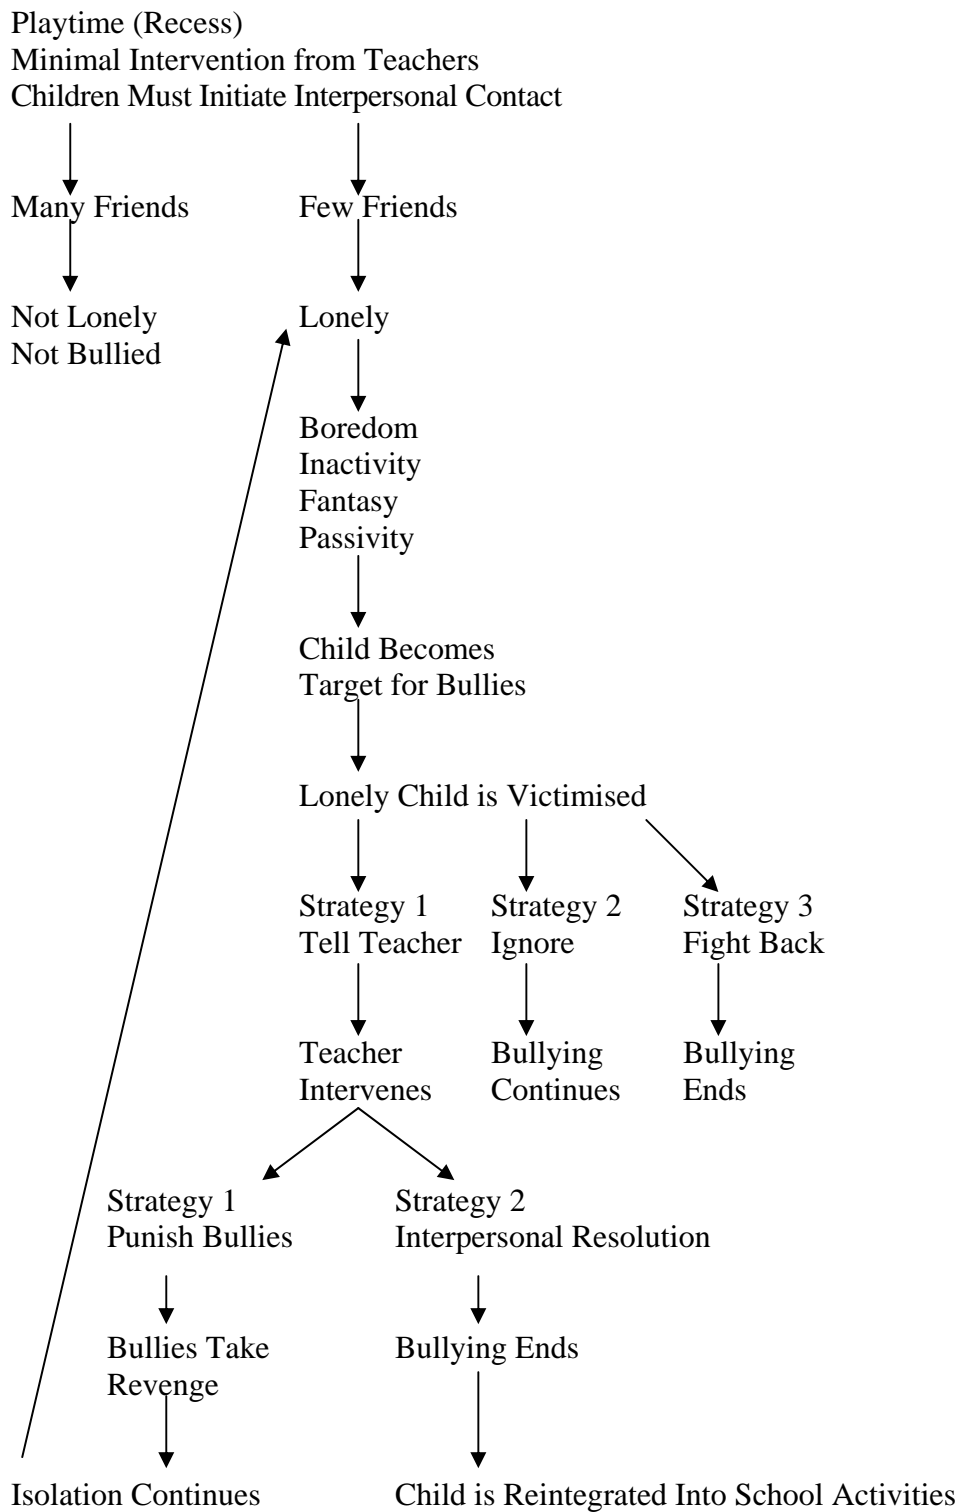 Playtime (Recess)
Minimal Intervention from Teachers
Children Must Initiate Interpersonal Contact
Many Friends
Few Friends
Not Lonely
Not Bullied
Lonely
Boredom
Inactivity
Fantasy
Passivity
Child Becomes
Target for Bullies
Lonely Child is Victimised
Strategy 1
Tell Teacher
Strategy 2
Ignore
Strategy 3
Fight Back
Teacher
Intervenes
Bullying
Continues
Bullying
Ends
Strategy 1
Punish Bullies
Strategy 2
Interpersonal Resolution
Bullies Take
Revenge
Bullying Ends
Isolation Continues
Child is Reintegrated Into School Activities